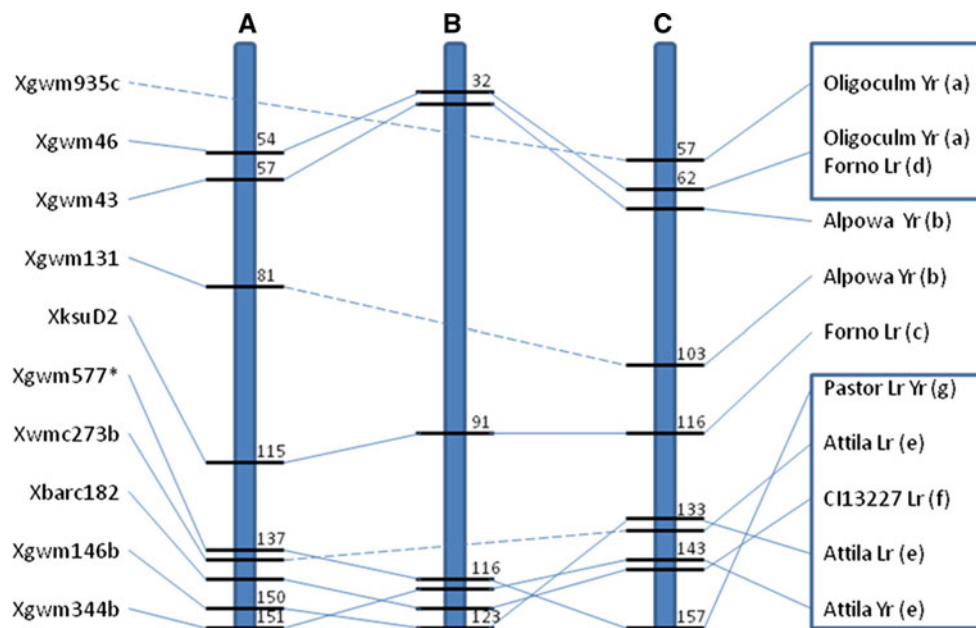 A B C
Xgwm935c
Xgwm46
Xgwm43
Xgwm131
XksuD2
Xgwm577*
Xwmc273b
Xbarc182
Xgwm146b
Xgwm344b
54
57
81
115
137
150
151
32
91
116
123
57
62
103
116
133
143
157
Oligoculm Yr (a)
Oligoculm Yr (a)
Forno Lr (d)
Alpowa Yr (b)
Alpowa Yr (b)
Forno Lr (c)
Pastor Lr Yr (g)
Attila Lr (e)
CI13227 Lr (f)
Attila Lr (e)
Attila Yr (e)